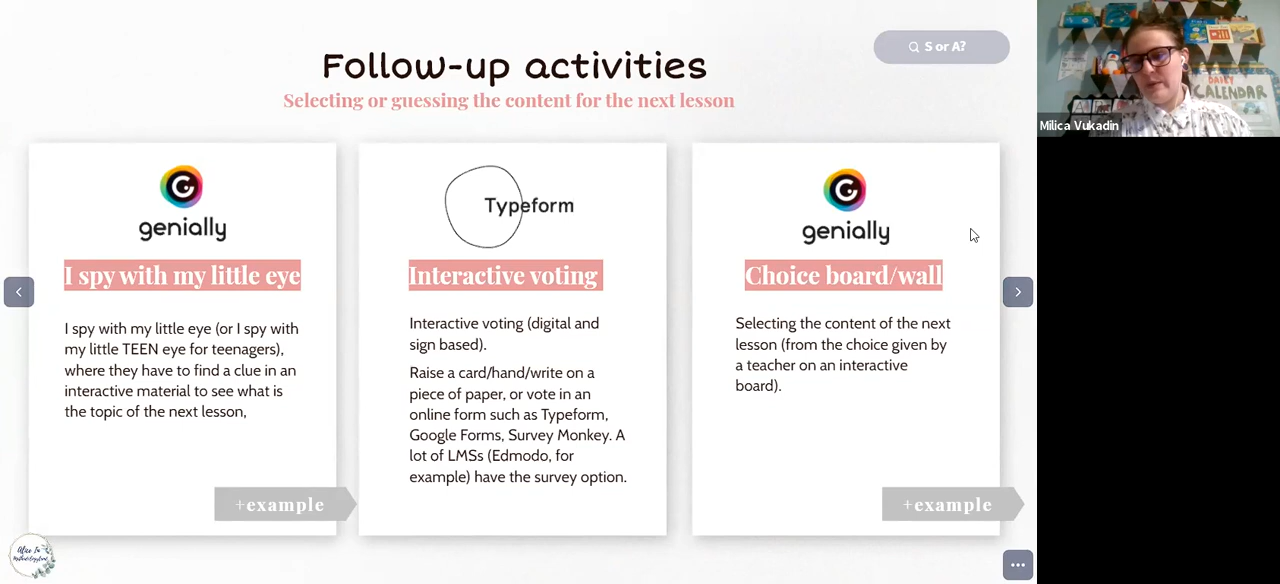 S or A?
Follow-up activities
Selecting or guessing the content for the next lesson
genially
I spy with my little eye
I spy with my little eye (or I spy with
my little TEEN eye for teenagers),
where they have to find a clue in an
interactive material to see what is
the topic of the next lesson,
+example
Typeform
Interactive voting
Interactive voting (digital and
sign based).
Raise a card/hand/write on a
piece of paper, or vote in an
online form such as Typeform,
Google Forms, Survey Monkey. A
lot of LMSs (Edmodo, for
example) have the survey option.
genially
Choice board/wall
Selecting the content of the next
lesson (from the choice given by
a teacher on an interactive
board).
+example
Alice In
DAILY
CALENDAR
Milica Vukadin